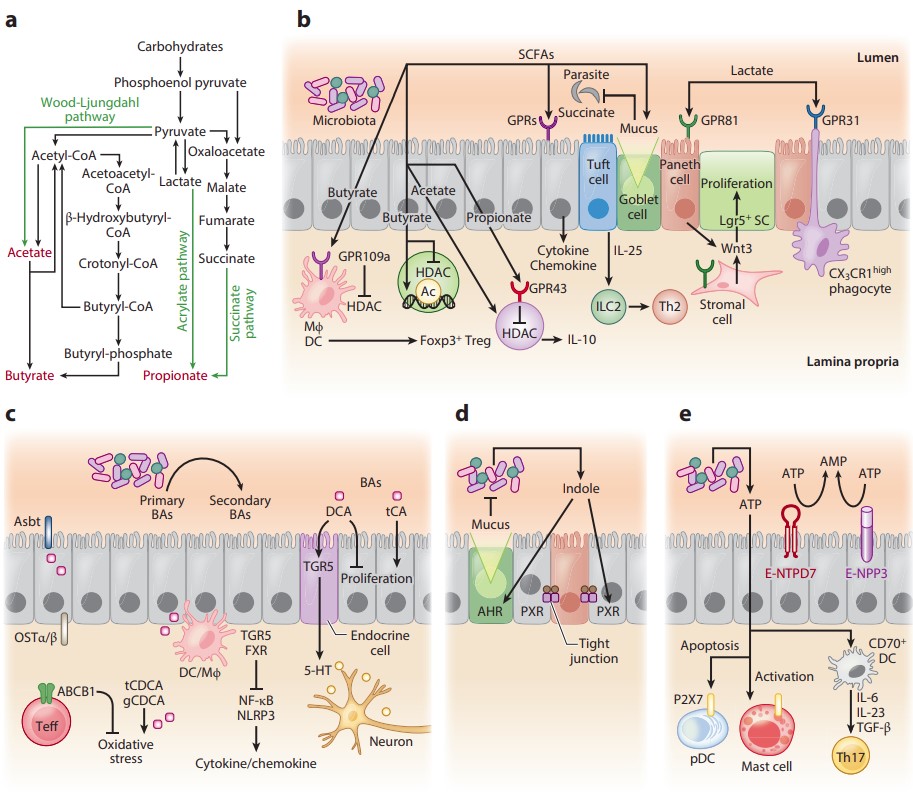 a
Carbohydrates
Phosphoenol pyruvate
Wood-Ljungdahl
pathway
Pyruvate
Acetyl-CoA
Oxaloacetate
Acetoacetyl-
CoA
Lactate
Malate
β-Hydroxybutyryl-
CoA
Fumarate
Acetate
Crotonyl-CoA
Succinate
Acrylate pathway
Succinate
pathway
Butyryl-CoA
Butyryl-phosphate
Butyrate
Propionate
b
SCFAs
Lumen
Microbiota
Parasite
Succinate
GPRs
Mucus
Lactate
GPR81
GPR31
Tuft
cell
Goblet
cell
Paneth
cell
Proliferation
Lgr5⁺ SC
Butyrate
Acetate
Butyrate
Propionate
Cytokine
Chemokine
IL-25
Wnt3
GPR109a
HDAC
HDAC
Ac
GPR43
HDAC
ILC2
Th2
Stromal
cell
CX₃CR1ʰⁱᵍʰ
phagocyte
Mφ
DC
Foxp3⁺ Treg
IL-10
Lamina propria
c
Primary
BAs
Secondary
BAs
BAs
DCA
tCA
Asbt
TGR5
Proliferation
OSTα/β
DC/Mφ
TGR5
FXR
Endocrine
cell
5-HT
ABCB1
Teff
tCDCA
gCDCA
Oxidative
stress
NF-κB
NLRP3
Cytokine/chemokine
Neuron
d
Indole
Mucus
AHR
PXR
PXR
Tight
junction
e
ATP
ATP
AMP
ATP
E-NTPD7
E-NPP3
Apoptosis
CD70⁺
DC
Activation
P2X7
pDC
Mast cell
IL-6
IL-23
TGF-β
Th17